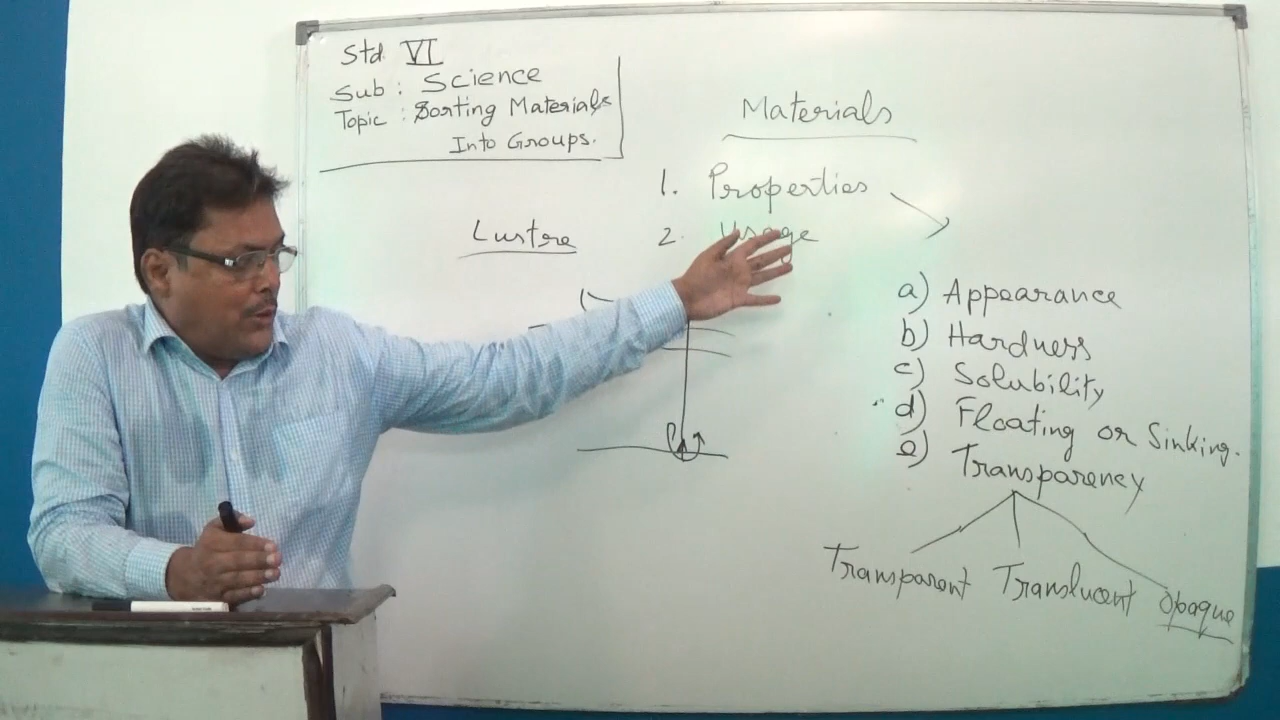 Std. VI
Sub : Science
Topic : Sorting Materials
Into Groups.
Materials
1. Properties
2. Usage
Lustre
a) Appearance
b) Hardness
c) Solubility
d) Floating or Sinking.
e) Transparency
Transparent Translucent Opaque